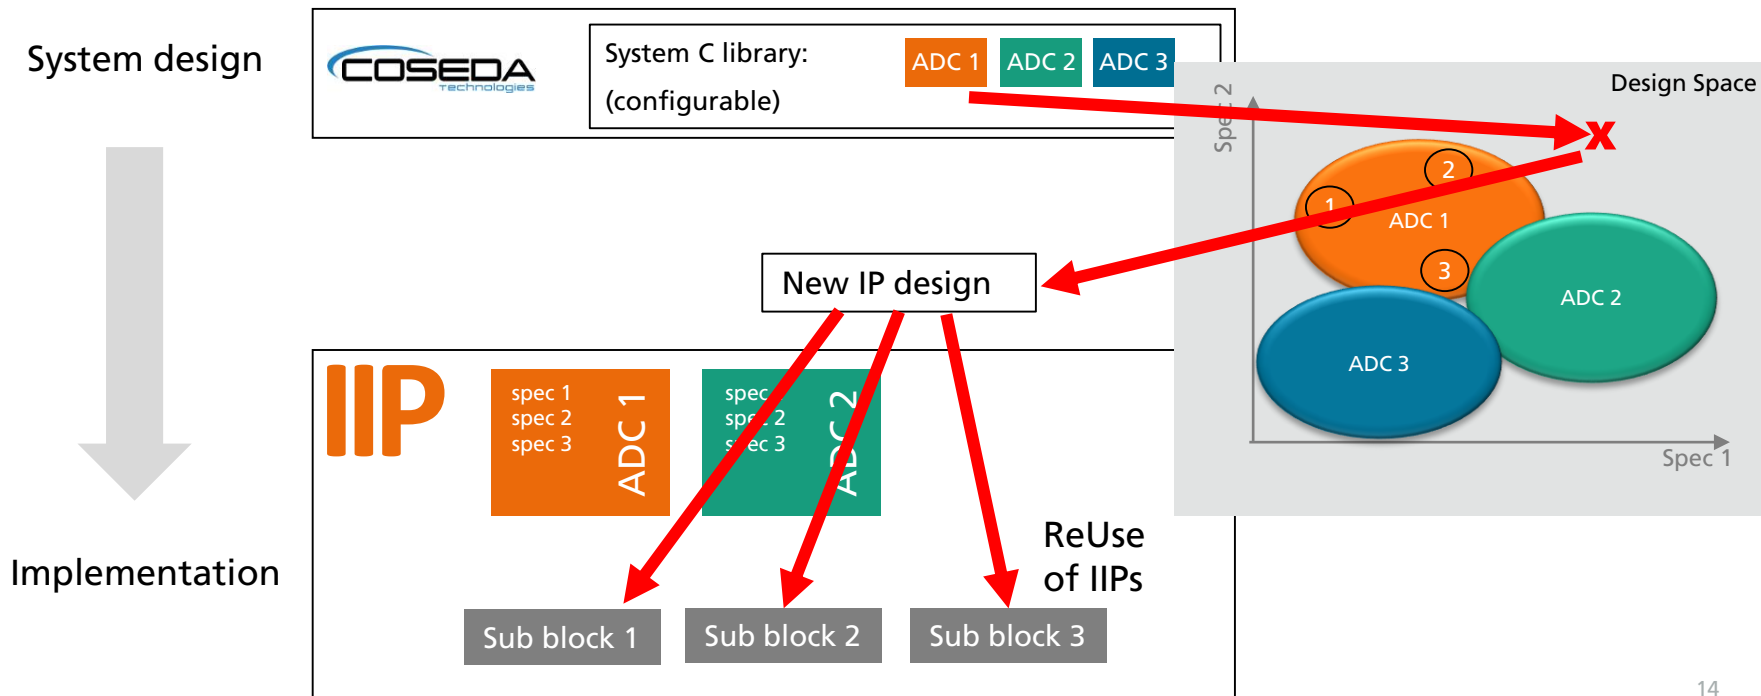 System design
COSEDA
Technologies
System C library:
(configurable)
ADC 1
ADC 2
ADC 3
Design Space
Spec 2
X
2
1
ADC 1
3
ADC 2
ADC 3
Spec 1
New IP design
IIP
spec 1
spec 2
spec 3
ADC 1
spec
spec 2
spec 3
ADC 2
ReUse
of IIPs
Implementation
Sub block 1
Sub block 2
Sub block 3
14